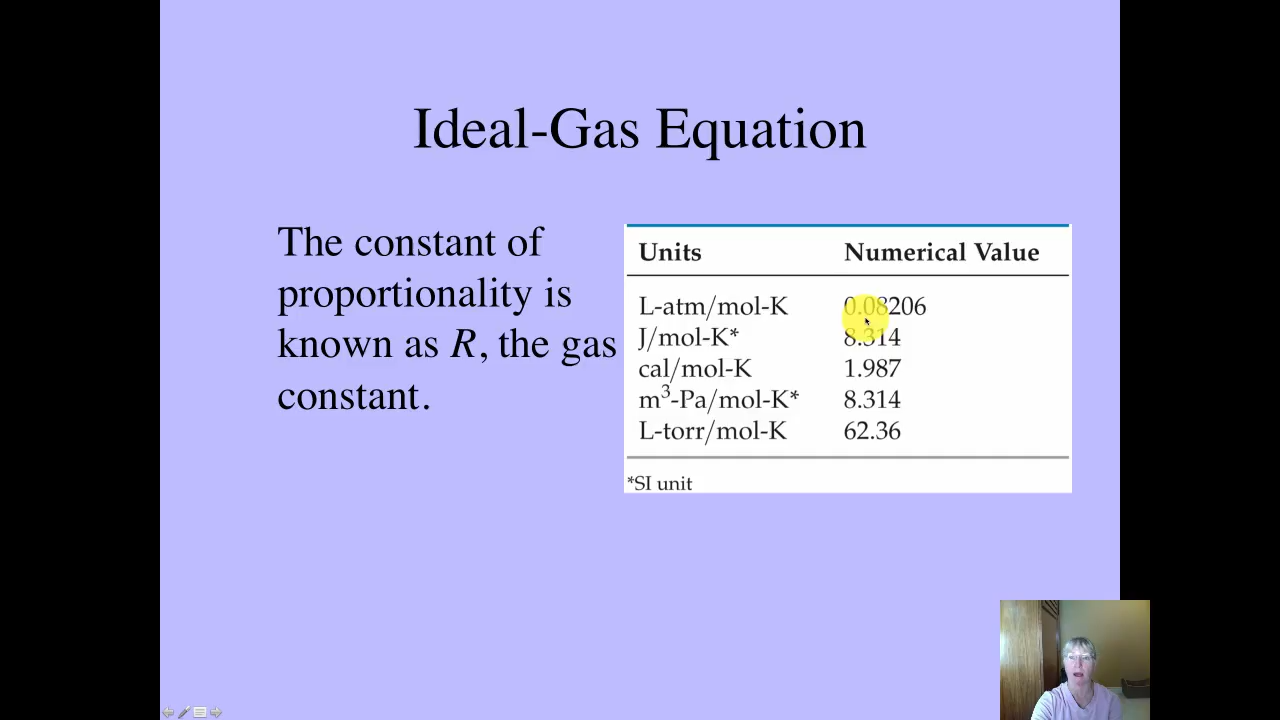 Ideal-Gas Equation
The constant of
proportionality is
known as R, the gas
constant.
Units Numerical Value
L-atm/mol-K 0.08206
J/mol-K* 8.314
cal/mol-K 1.987
m³-Pa/mol-K* 8.314
L-torr/mol-K 62.36
*SI unit